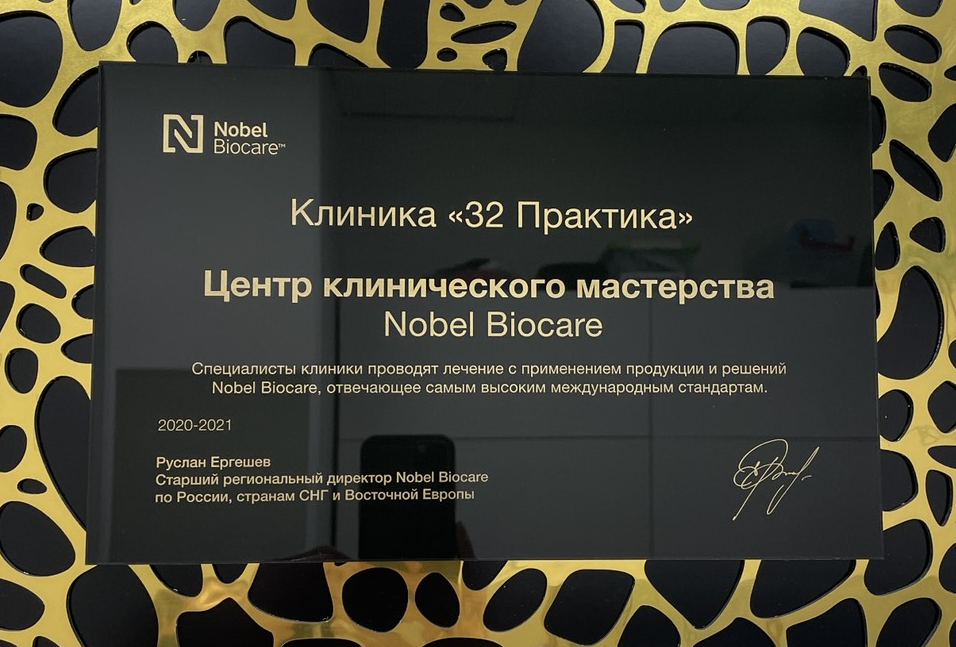 Nobel
Biocare™
Клиника «32 Практика»
Центр клинического мастерства
Nobel Biocare
Специалисты клиники проводят лечение с применением продукции и решений
Nobel Biocare, отвечающее самым высоким международным стандартам.
2020-2021
Руслан Ергешев
Старший региональный директор Nobel Biocare
по России, странам СНГ и Восточной Европы